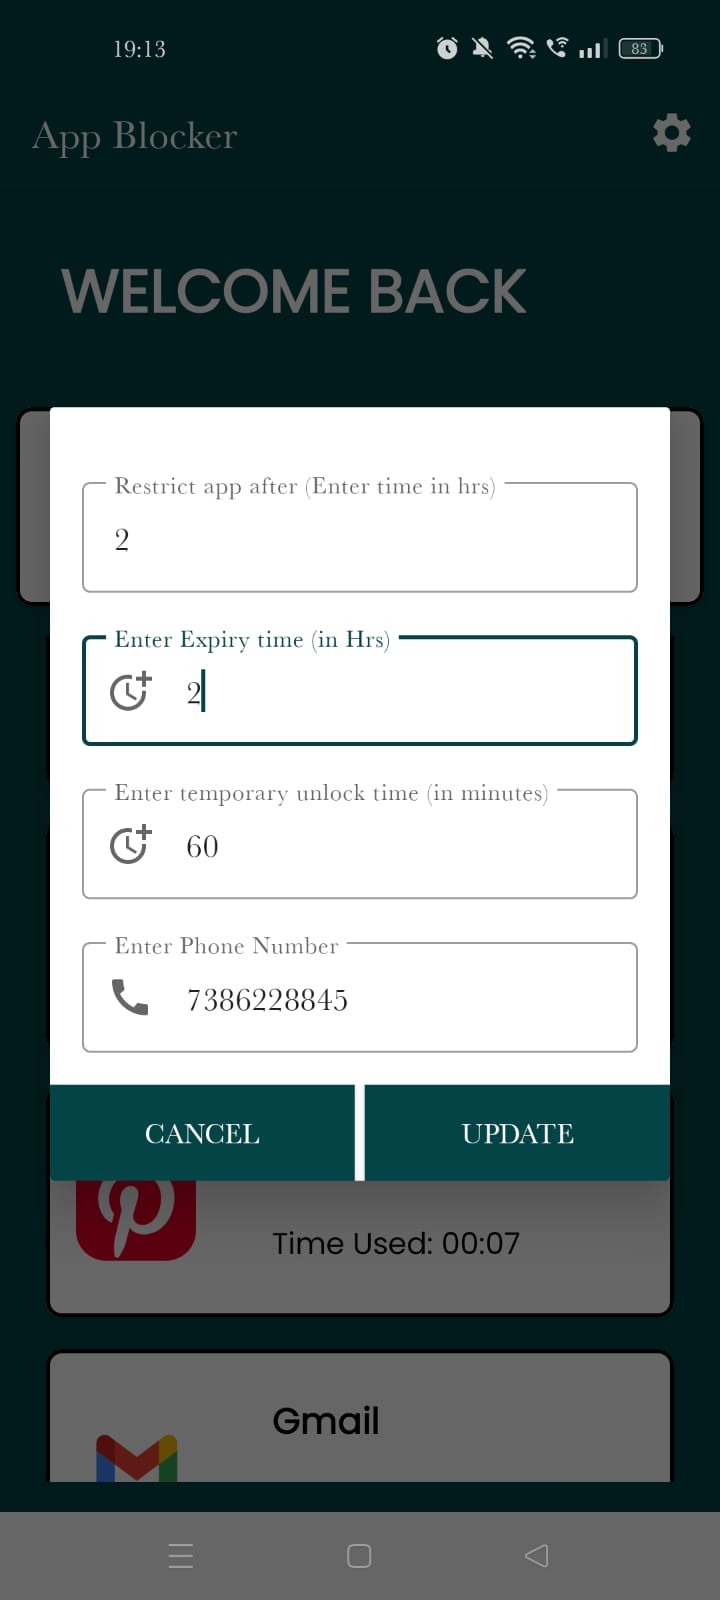 19:13
83
App Blocker
WELCOME BACK
Restrict app after (Enter time in hrs)
2
Enter Expiry time (in Hrs)
2
Enter temporary unlock time (in minutes)
60
Enter Phone Number
7386228845
CANCEL
UPDATE
Time Used: 00:07
Gmail